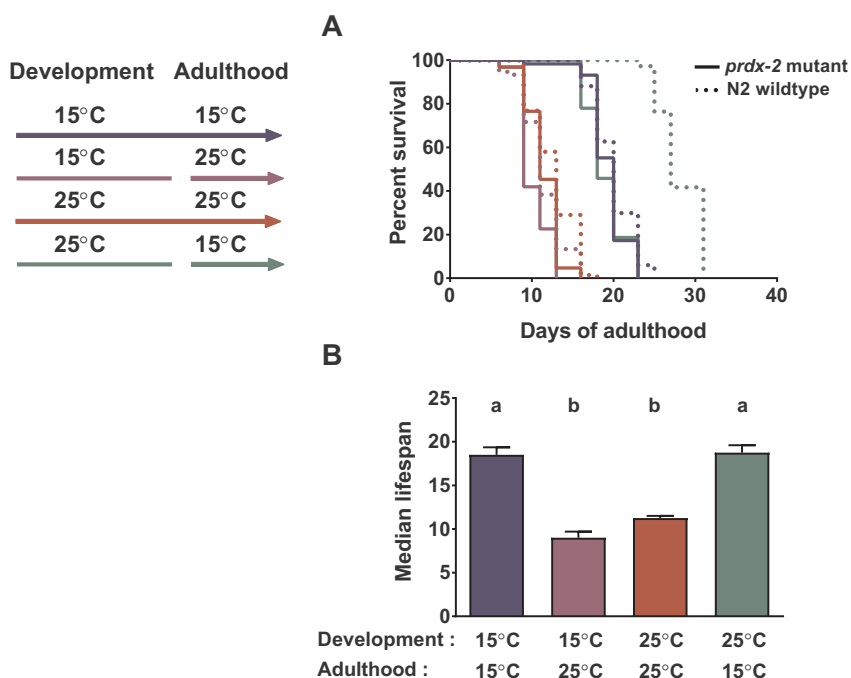 A
Development Adulthood
15°C 15°C
15°C 25°C
25°C 25°C
25°C 15°C
Percent survival
100
80
60
40
20
0
0 10 20 30 40
Days of adulthood
prdx-2 mutant
N2 wildtype
B
Median lifespan
25
20
15
10
5
0
a b b a
Development : 15°C 15°C 25°C 25°C
Adulthood : 15°C 25°C 25°C 15°C